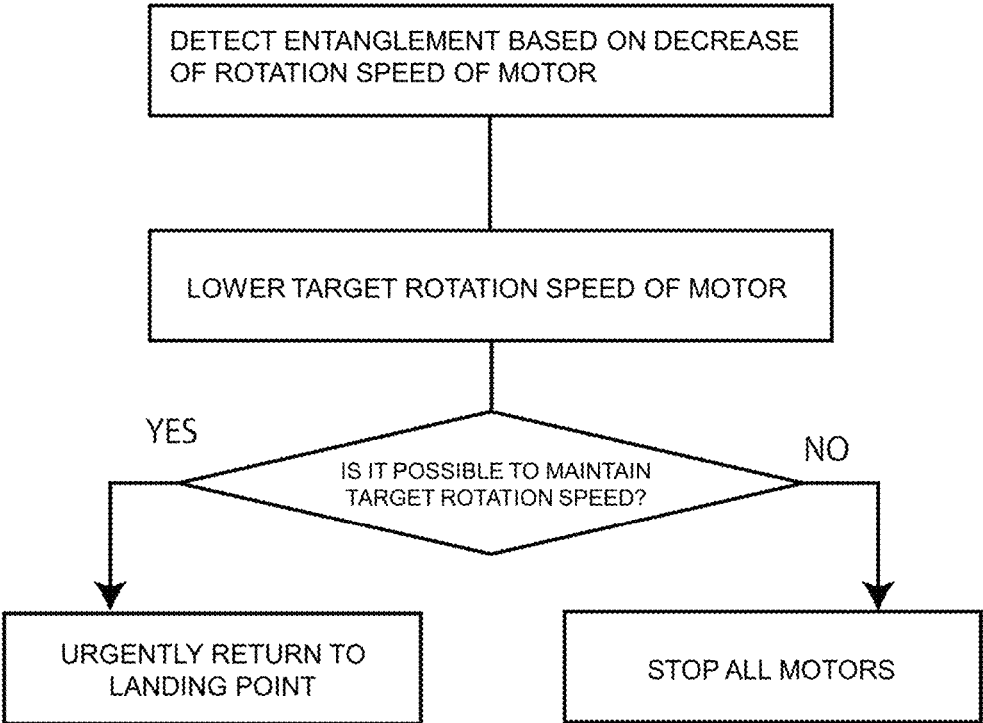 DETECT ENTANGLEMENT BASED ON DECREASE
OF ROTATION SPEED OF MOTOR
LOWER TARGET ROTATION SPEED OF MOTOR
YES
NO
IS IT POSSIBLE TO MAINTAIN
TARGET ROTATION SPEED?
URGENTLY RETURN TO
LANDING POINT
STOP ALL MOTORS